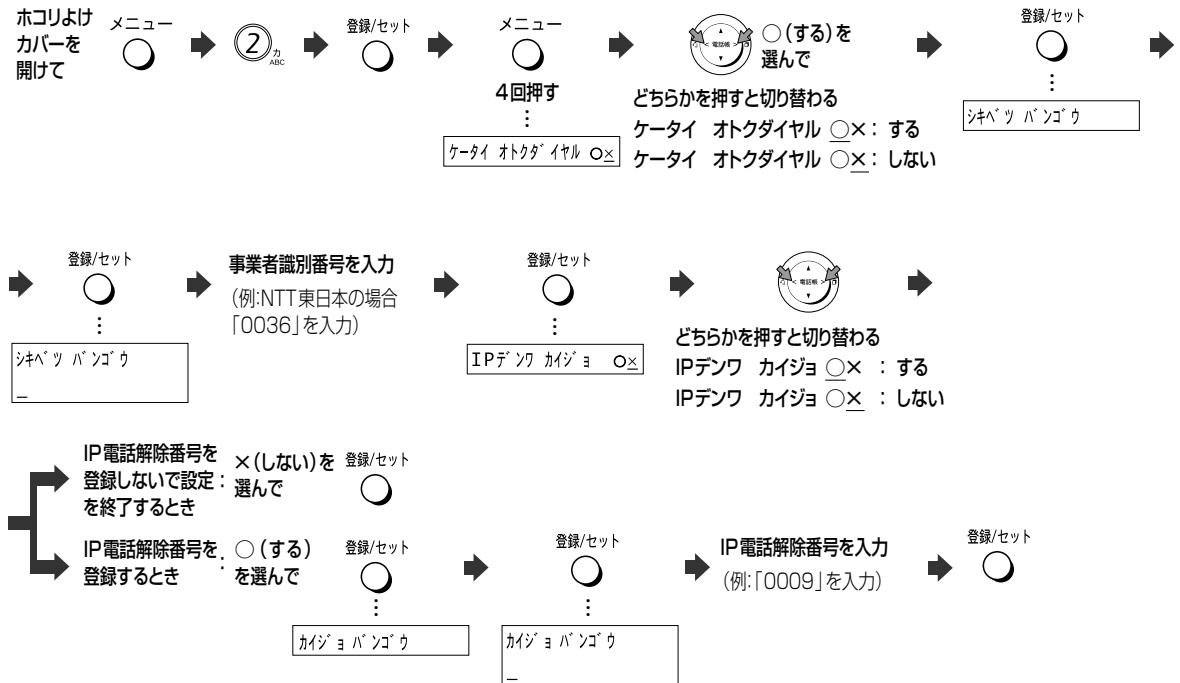 ホコリよけ
カバーを
開けて
メニュー
2 カ ABC
登録/セット
メニュー
4回押す
ケータイ オトクダイヤル ○×
< 電話帳 >
○(する)を
選んで
どちらかを押すと切り替わる
ケータイ オトクダイヤル ○×: する
ケータイ オトクダイヤル ○×: しない
登録/セット
シキベツ バンゴウ
登録/セット
シキベツ バンゴウ
_
事業者識別番号を入力
(例:NTT東日本の場合
「0036」を入力)
登録/セット
IPデンワ カイジョ ○×
< 電話帳 >
どちらかを押すと切り替わる
IPデンワ カイジョ ○× : する
IPデンワ カイジョ ○× : しない
IP電話解除番号を
登録しないで設定:
を終了するとき
×(しない)を
選んで
登録/セット
IP電話解除番号を:
登録するとき
○(する)
を選んで
登録/セット
カイジョ バンゴウ
登録/セット
カイジョ バンゴウ
_
IP電話解除番号を入力
(例:「0009」を入力)
登録/セット